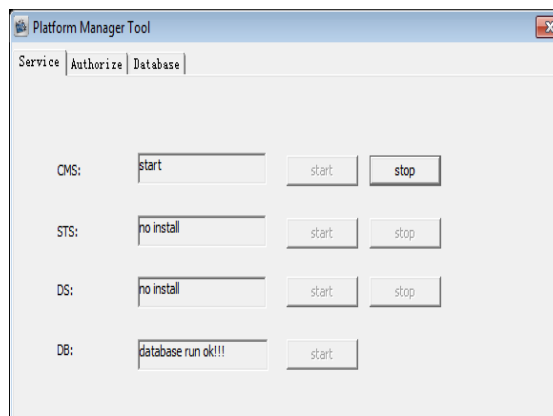 Platform Manager Tool
Service Authorize Database
CMS: start start stop
STS: no install start stop
DS: no install start stop
DB: database run ok!!! start